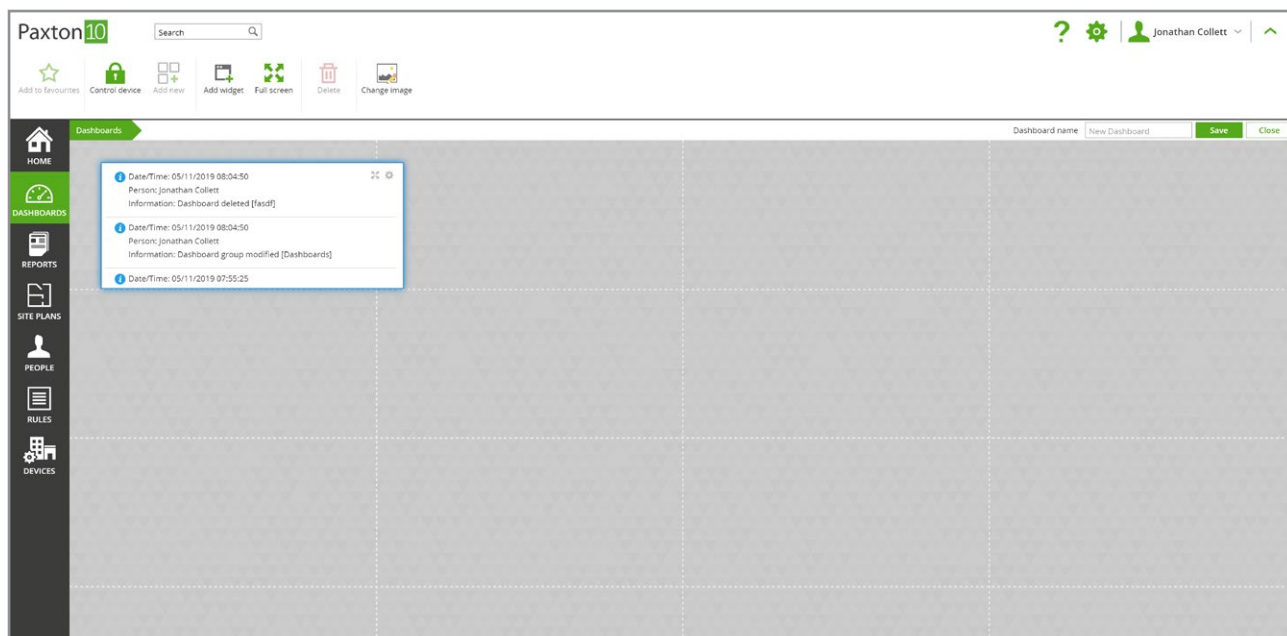 Paxton 10
Search
Jonathan Collett
Add to favourites
Control device
Add new
Add widget
Full screen
Delete
Change image
HOME
DASHBOARDS
REPORTS
SITE PLANS
PEOPLE
RULES
DEVICES
Dashboards
Dashboard name
New Dashboard
Save
Close
Date/Time: 05/11/2019 08:04:50
Person: Jonathan Collett
Information: Dashboard deleted [fasdf]
Date/Time: 05/11/2019 08:04:50
Person: Jonathan Collett
Information: Dashboard group modified [Dashboards]
Date/Time: 05/11/2019 07:55:25